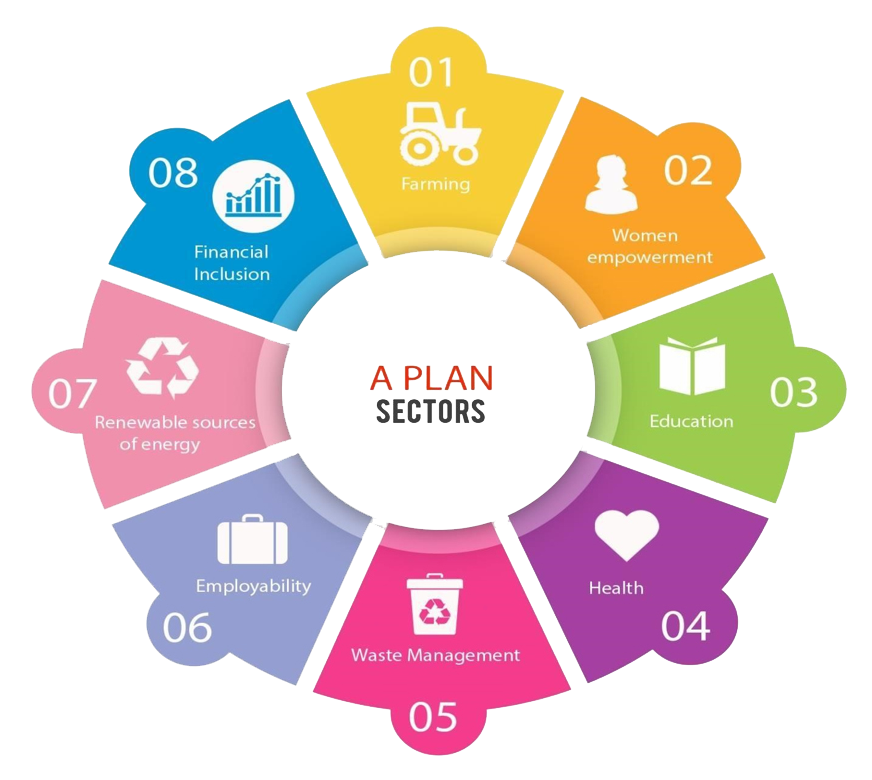 01
Farming
02
Women
empowerment
03
Education
04
Health
05
Waste Management
06
Employability
07
Renewable sources
of energy
08
Financial
Inclusion
A PLAN
SECTORS